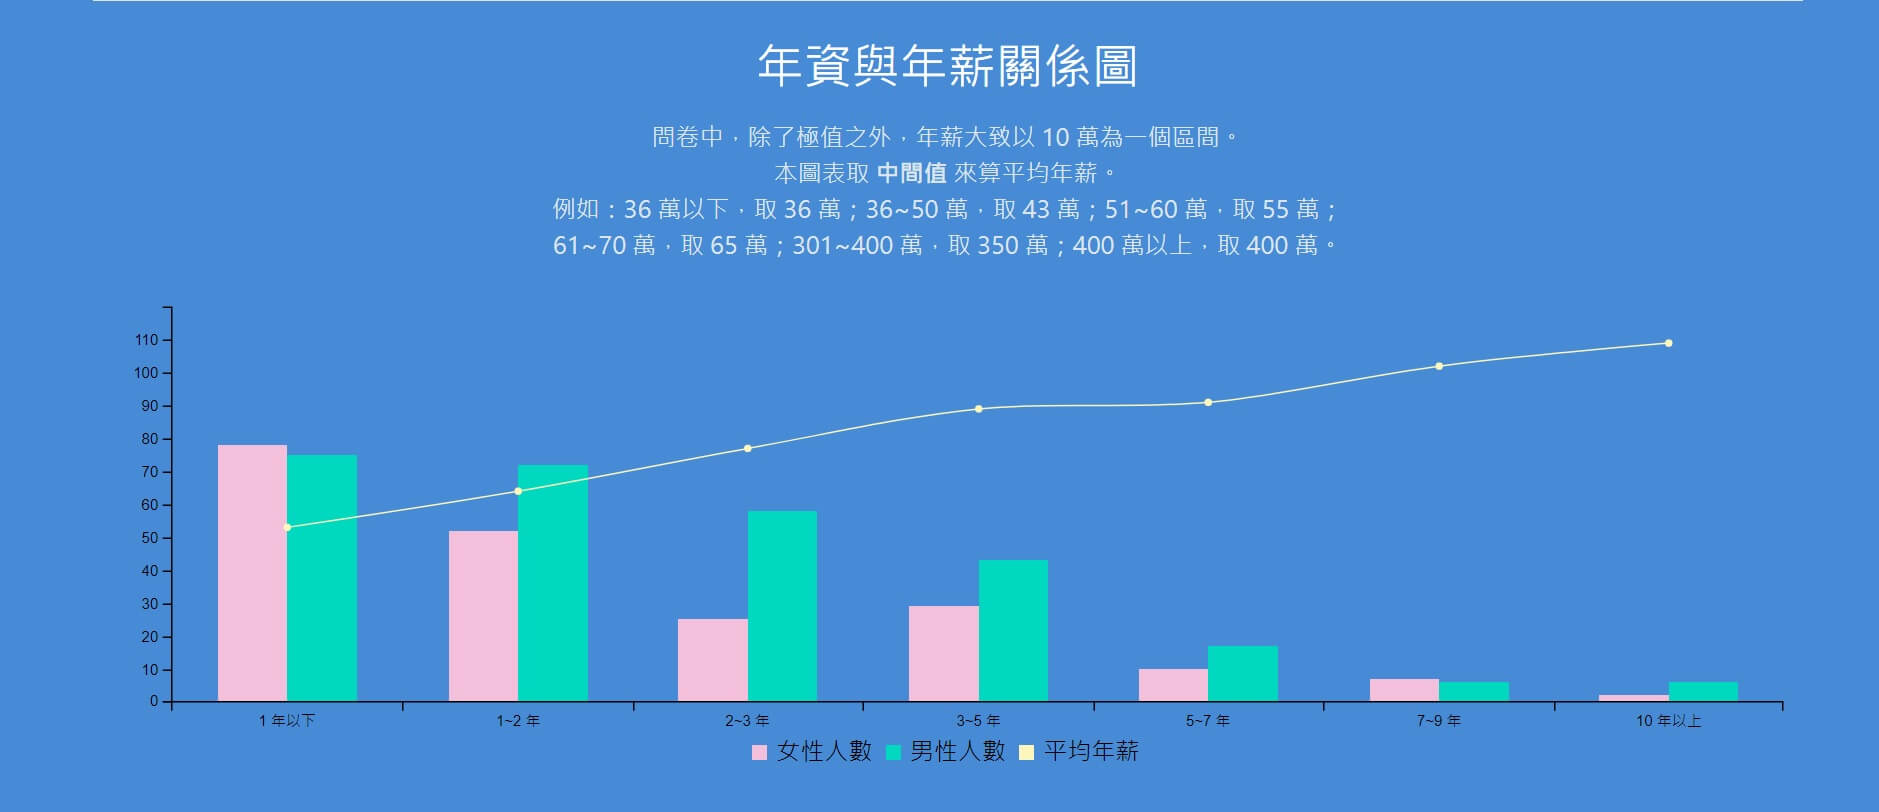 年資與年薪關係圖
問卷中，除了極值之外，年薪大致以 10 萬為一個區間。
本圖表取 中間值 來算平均年薪。
例如：36 萬以下，取 36 萬；36~50 萬，取 43 萬；51~60 萬，取 55 萬；
61~70 萬，取 65 萬；301~400 萬，取 350 萬；400 萬以上，取 400 萬。
110
100
90
80
70
60
50
40
30
20
10
0
1 年以下 1~2 年 2~3 年 3~5 年 5~7 年 7~9 年 10 年以上
女性人數 男性人數 平均年薪